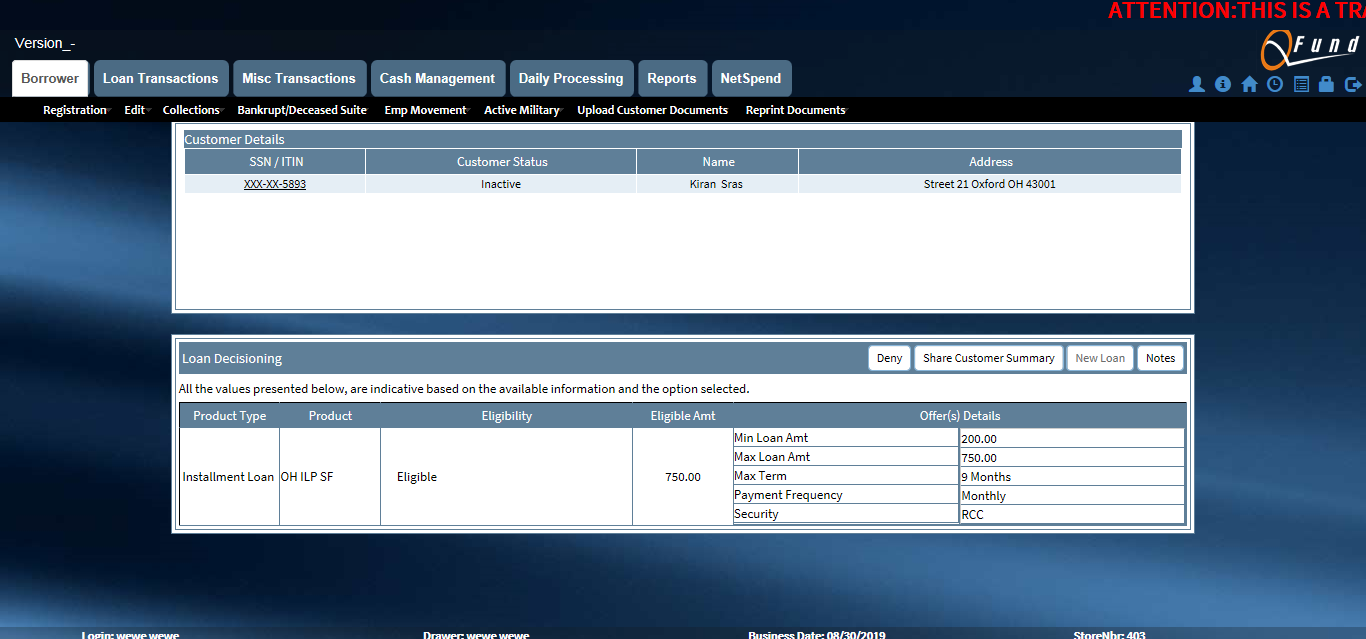 ATTENTION:THIS IS A TRA
Version_-
QFund
Borrower Loan Transactions Misc Transactions Cash Management Daily Processing Reports NetSpend
Registration Edit Collections Bankrupt/Deceased Suite Emp Movement Active Military Upload Customer Documents Reprint Documents
Customer Details
SSN / ITIN Customer Status Name Address
XXX-XX-5893 Inactive Kiran Sras Street 21 Oxford OH 43001
Loan Decisioning Deny Share Customer Summary New Loan Notes
All the values presented below, are indicative based on the available information and the option selected.
Product Type Product Eligibility Eligible Amt Offer(s) Details
Installment Loan OH ILP SF Eligible 750.00
Min Loan Amt 200.00
Max Loan Amt 750.00
Max Term 9 Months
Payment Frequency Monthly
Security RCC
Login: wewe wewe Drawer: wewe wewe Business Date: 08/30/2019 StoreNbr: 403